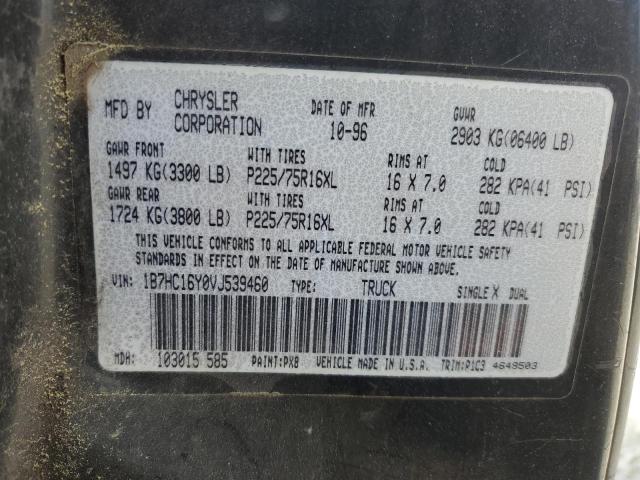 MFD BY CHRYSLER CORPORATION DATE OF MFR 10-96 GVWR 2903 KG(06400 LB)
GAWR FRONT WITH TIRES RIMS AT COLD
1497 KG(3300 LB) P225/75R16XL 16 X 7.0 282 KPA(41 PSI)
GAWR REAR WITH TIRES RIMS AT COLD
1724 KG(3800 LB) P225/75R16XL 16 X 7.0 282 KPA(41 PSI)
THIS VEHICLE CONFORMS TO ALL APPLICABLE FEDERAL MOTOR VEHICLE SAFETY
STANDARDS IN EFFECT ON THE DATE OF MANUFACTURE SHOWN ABOVE.
VIN: 1B7HC16Y0VJ539460 TYPE: TRUCK SINGLE X DUAL
MDH: 103015 585 PAINT:PX8 VEHICLE MADE IN U.S.A. TRIM:P1C3 4649503